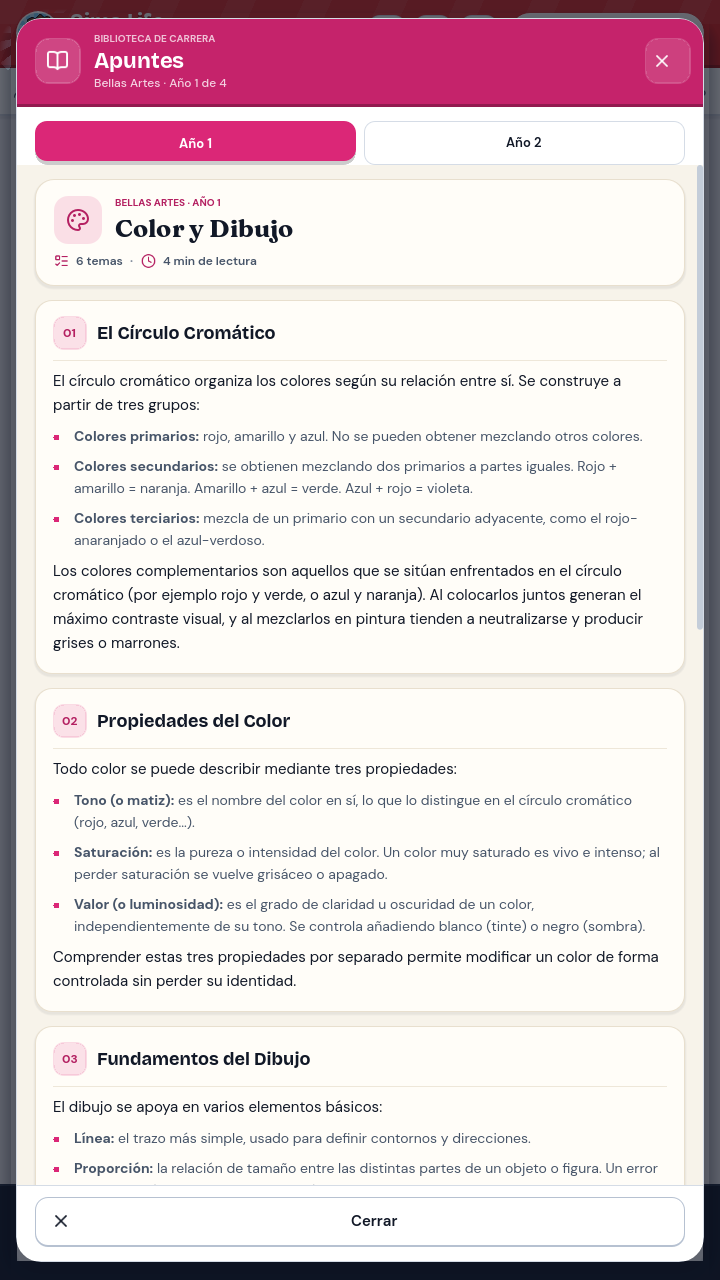 BIBLIOTECA DE CARRERA
Apuntes
Bellas Artes · Año 1 de 4
Año 1
Año 2
BELLAS ARTES · AÑO 1
Color y Dibujo
6 temas · 4 min de lectura
01 El Círculo Cromático
El círculo cromático organiza los colores según su relación entre sí. Se construye a
partir de tres grupos:
Colores primarios: rojo, amarillo y azul. No se pueden obtener mezclando otros colores.
Colores secundarios: se obtienen mezclando dos primarios a partes iguales. Rojo +
amarillo = naranja. Amarillo + azul = verde. Azul + rojo = violeta.
Colores terciarios: mezcla de un primario con un secundario adyacente, como el rojo-
anaranjado o el azul-verdoso.
Los colores complementarios son aquellos que se sitúan enfrentados en el círculo
cromático (por ejemplo rojo y verde, o azul y naranja). Al colocarlos juntos generan el
máximo contraste visual, y al mezclarlos en pintura tienden a neutralizarse y producir
grises o marrones.
02 Propiedades del Color
Todo color se puede describir mediante tres propiedades:
Tono (o matiz): es el nombre del color en sí, lo que lo distingue en el círculo cromático
(rojo, azul, verde…).
Saturación: es la pureza o intensidad del color. Un color muy saturado es vivo e intenso; al
perder saturación se vuelve grisáceo o apagado.
Valor (o luminosidad): es el grado de claridad u oscuridad de un color,
independientemente de su tono. Se controla añadiendo blanco (tinte) o negro (sombra).
Comprender estas tres propiedades por separado permite modificar un color de forma
controlada sin perder su identidad.
03 Fundamentos del Dibujo
El dibujo se apoya en varios elementos básicos:
Línea: el trazo más simple, usado para definir contornos y direcciones.
Proporción: la relación de tamaño entre las distintas partes de un objeto o figura. Un error
Cerrar